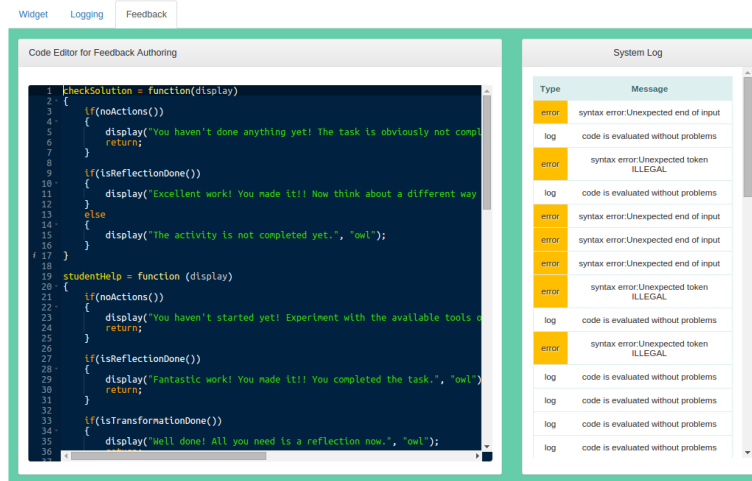 Widget Logging Feedback
Code Editor for Feedback Authoring
1 checkSolution = function(display)
2 {
3 if(noActions())
4 {
5 display("You haven't done anything yet! The task is obviously not compl
6 return;
7 }
8
9 if(isReflectionDone())
10 {
11 display("Excellent work! You made it!! Now think about a different way
12 }
13 else
14 {
15 display("The activity is not completed yet.", "owl");
16 }
i 17 }
18
19 studentHelp = function (display)
20 {
21 if(noActions())
22 {
23 display("You haven't started yet! Experiment with the available tools o
24 return;
25 }
26
27 if(isReflectionDone())
28 {
29 display("Fantastic work! You made it!! You completed the task.", "owl")
30 return;
31 }
32
33 if(isTransformationDone())
34 {
35 display("Well done! All you need is a reflection now.", "owl");
36 return;
37
System Log
Type Message
error syntax error:Unexpected end of input
log code is evaluated without problems
error syntax error:Unexpected token
ILLEGAL
log code is evaluated without problems
error syntax error:Unexpected end of input
error syntax error:Unexpected end of input
error syntax error:Unexpected end of input
error syntax error:Unexpected token
ILLEGAL
log code is evaluated without problems
error syntax error:Unexpected token
ILLEGAL
log code is evaluated without problems
log code is evaluated without problems
log code is evaluated without problems
log code is evaluated without problems